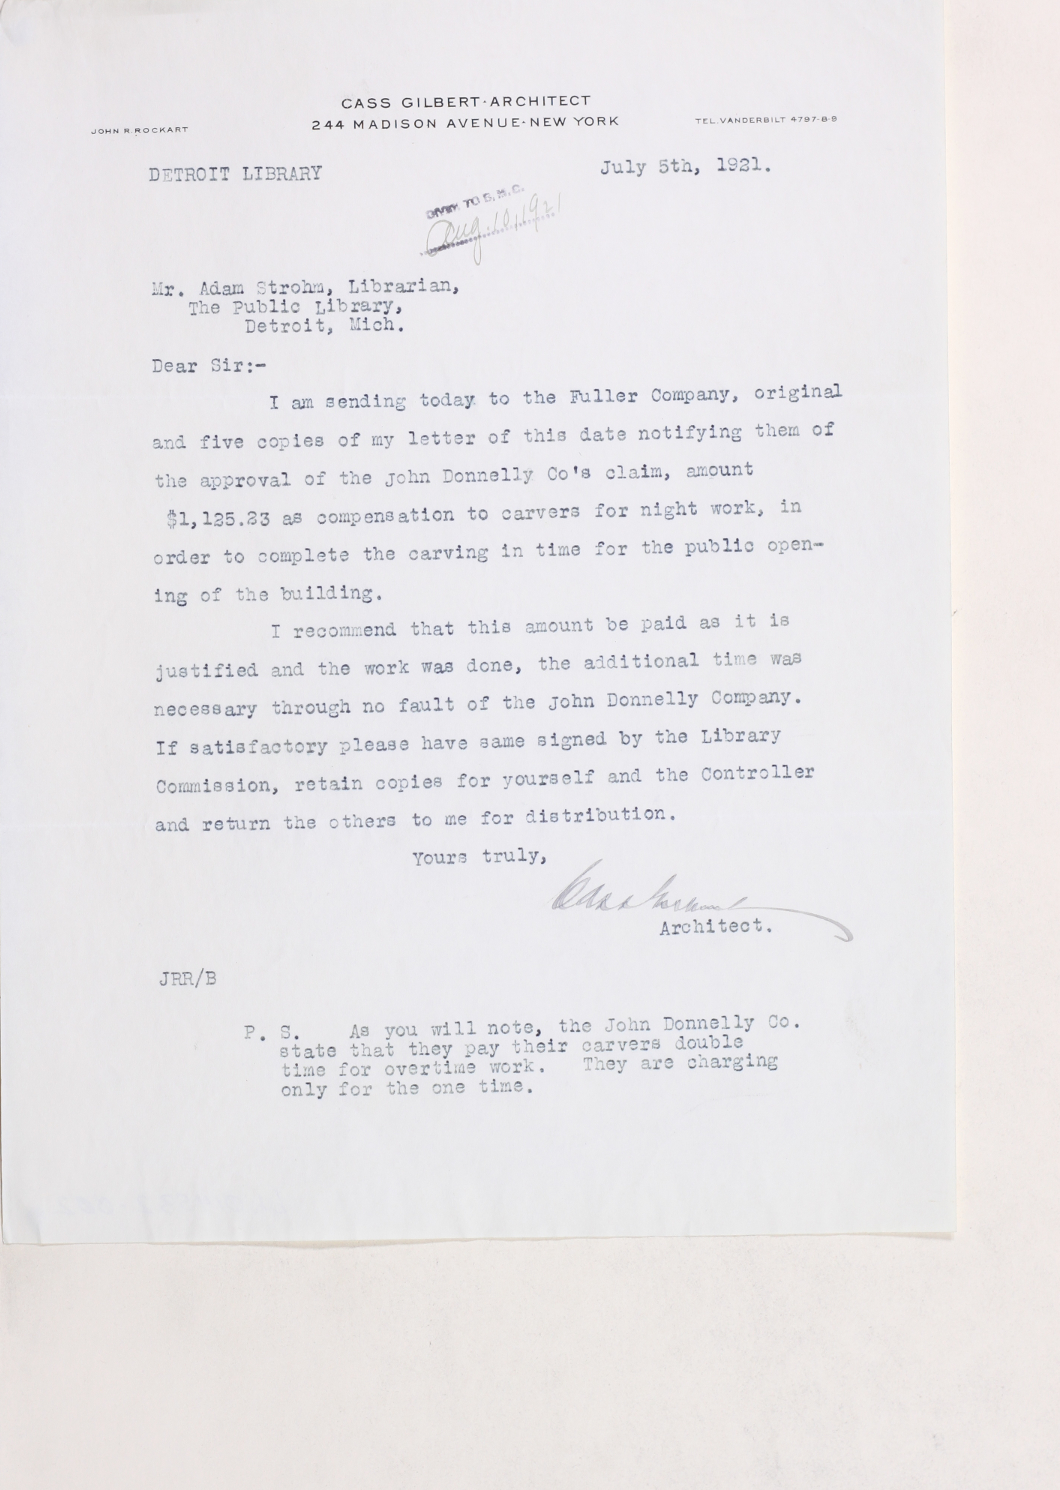 CASS GILBERT·ARCHITECT
244 MADISON AVENUE·NEW YORK
JOHN R. ROCKART
TEL. VANDERBILT 4797-8-9
DETROIT LIBRARY
July 5th, 1921.
TO
Aug. 10, 1921
Mr. Adam Strohm, Librarian,
The Public Library,
Detroit, Mich.
Dear Sir:-
I am sending today to the Fuller Company, original
and five copies of my letter of this date notifying them of
the approval of the John Donnelly Co's claim, amount
$1,125.23 as compensation to carvers for night work, in
order to complete the carving in time for the public open-
ing of the building.
I recommend that this amount be paid as it is
justified and the work was done, the additional time was
necessary through no fault of the John Donnelly Company.
If satisfactory please have same signed by the Library
Commission, retain copies for yourself and the Controller
and return the others to me for distribution.
Yours truly,
Cass
Architect.
JRR/B
P. S. As you will note, the John Donnelly Co.
state that they pay their carvers double
time for overtime work. They are charging
only for the one time.